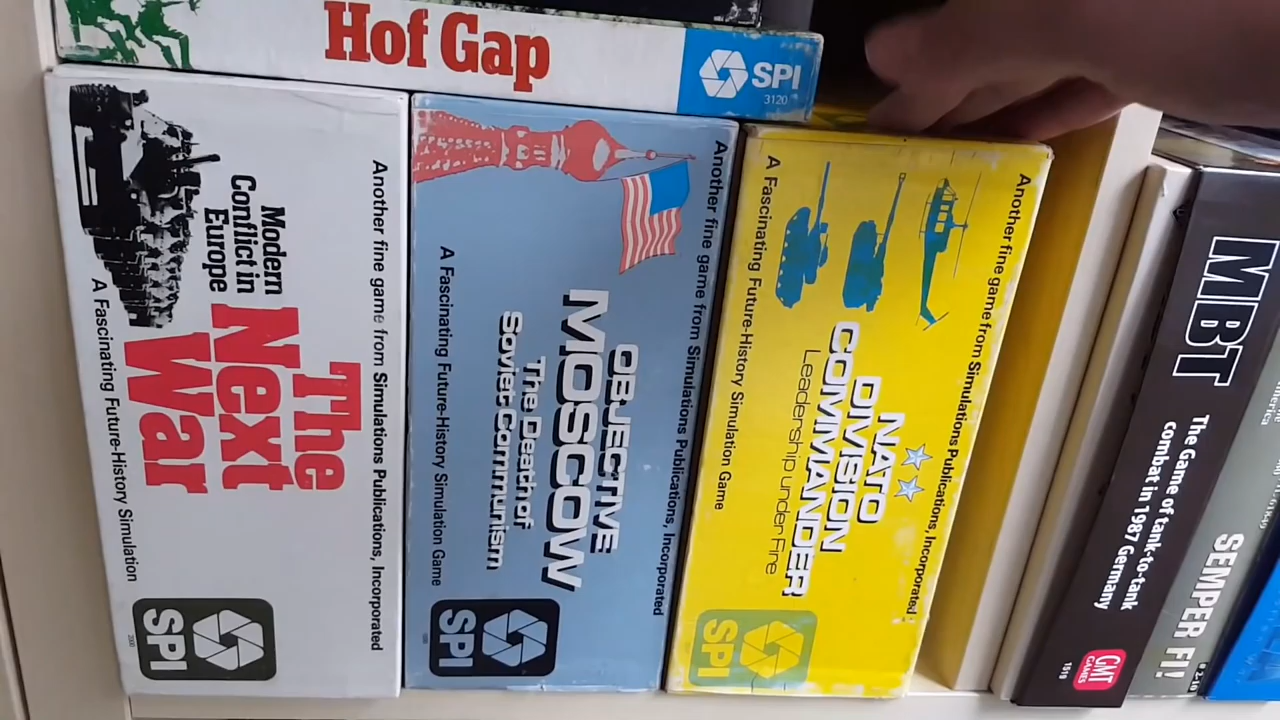 Hof Gap
SPI
3120
Another fine game from Simulations Publications, Incorporated
Modern
Conflict in
Europe
The
Next
War
A Fascinating Future-History Simulation
SPI
Another fine game from Simulations Publications, Incorporated
OBJECTIVE
MOSCOW
The Death of
Soviet Communism
A Fascinating Future-History Simulation Game
SPI
Another fine game from Simulations Publications, Incorporated
NATO
DIVISION
COMMANDER
Leadership under Fire
A Fascinating Future-History Simulation Game
SPI
MBT
The Game of tank-to-tank
combat in 1987 Germany
GMT
GAMES
1519
SEMPER FI!